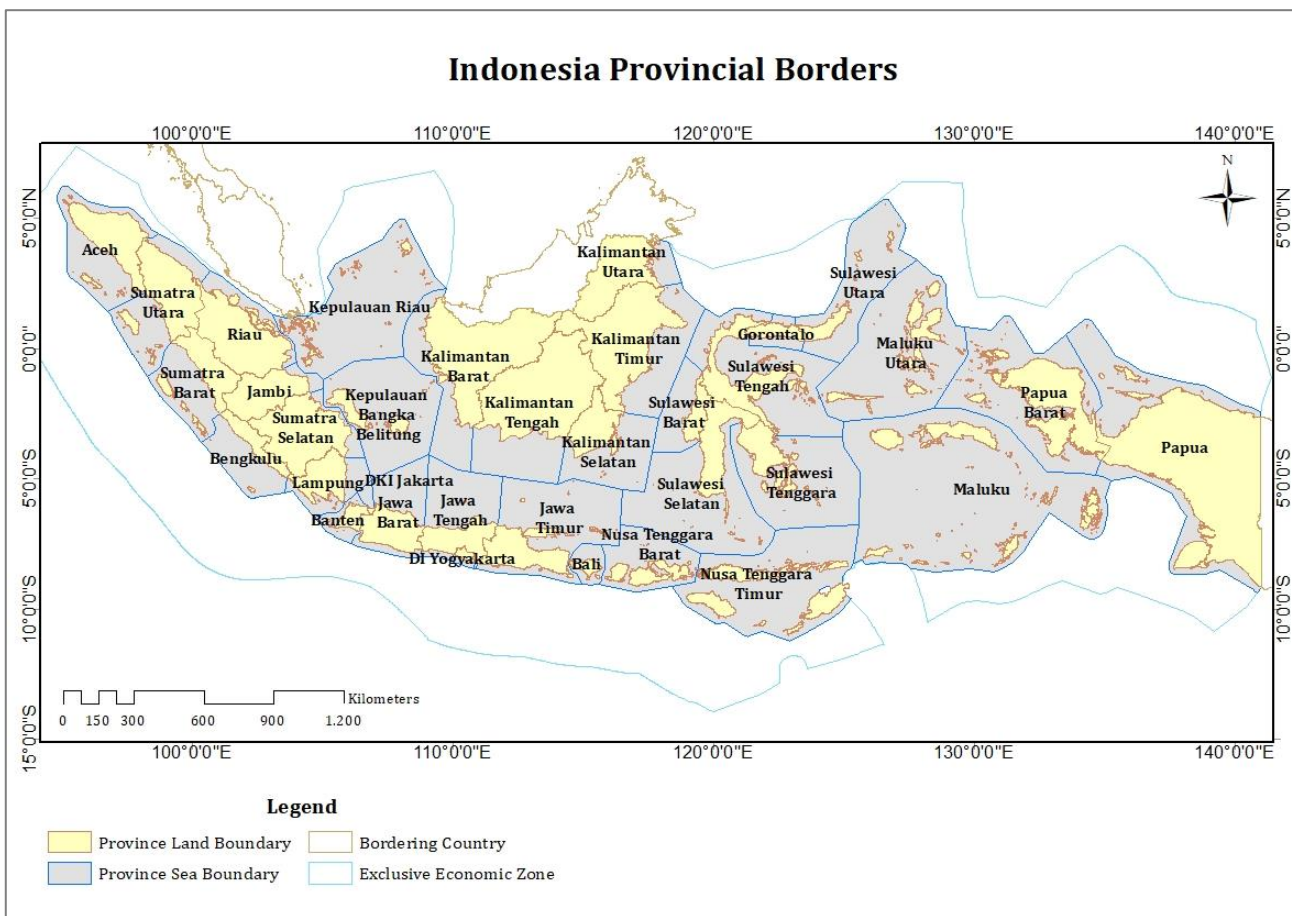 Indonesia Provincial Borders
100°0'0"E 110°0'0"E 120°0'0"E 130°0'0"E 140°0'0"E
N
5°0'0"N
0°0'0"
5°0'0"S
10°0'0"S
15°0'0"S
5°0'0"N
0°0'0"
5°0'0"S
10°0'0"S
Aceh
Sumatra
Utara
Riau
Kepulauan Riau
Sumatra
Barat
Jambi
Kepulauan
Bangka
Belitung
Sumatra
Selatan
Bengkulu
Lampung
Banten
DKI Jakarta
Jawa
Barat
Jawa
Tengah
DI Yogyakarta
Jawa
Timur
Bali
Kalimantan
Utara
Kalimantan
Timur
Kalimantan
Barat
Kalimantan
Tengah
Kalimantan
Selatan
Sulawesi
Utara
Gorontalo
Sulawesi
Tengah
Sulawesi
Barat
Sulawesi
Selatan
Sulawesi
Tenggara
Nusa Tenggara
Barat
Nusa Tenggara
Timur
Maluku
Utara
Maluku
Papua
Barat
Papua
Kilometers
0 150 300 600 900 1.200
100°0'0"E 110°0'0"E 120°0'0"E 130°0'0"E 140°0'0"E
Legend
Province Land Boundary
Bordering Country
Province Sea Boundary
Exclusive Economic Zone